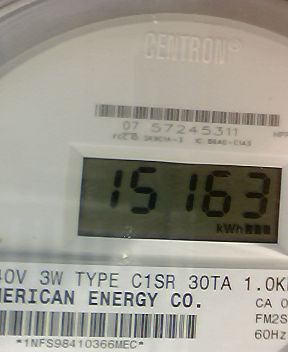 CENTRON®
07 57245311
15163
kWh
40V 3W TYPE C1SR 30TA 1.0K
MERICAN ENERGY CO.
CA 0
FM2S
60Hz
*1NFS98410366MEC*